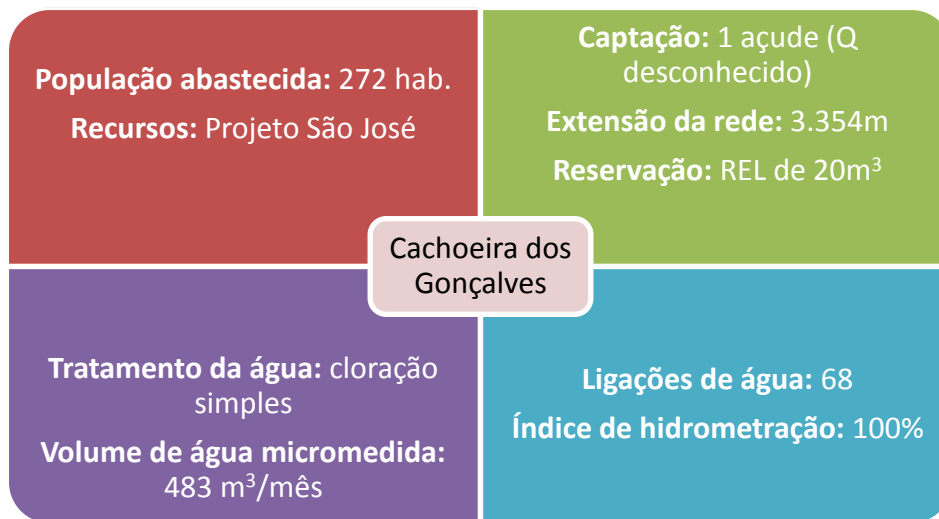 População abastecida: 272 hab.
Recursos: Projeto São José
Captação: 1 açude (Q
desconhecido)
Extensão da rede: 3.354m
Reservação: REL de 20m³
Cachoeira dos
Gonçalves
Tratamento da água: cloração
simples
Volume de água micromedida:
483 m³/mês
Ligações de água: 68
Índice de hidrometração: 100%